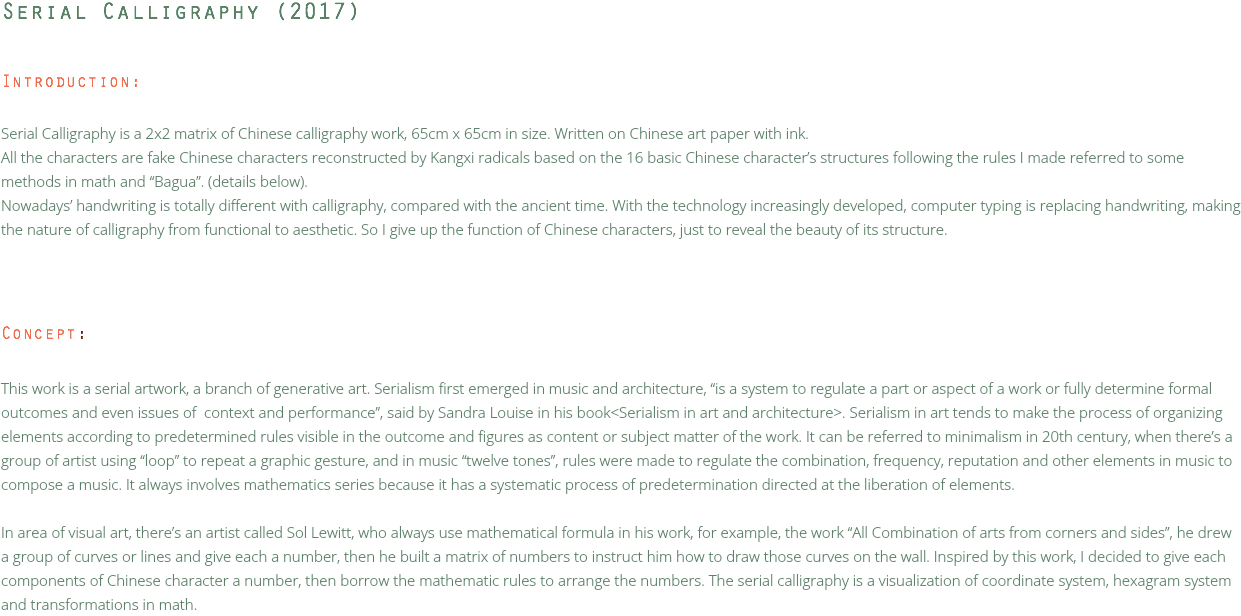 Serial Calligraphy (2017)
Introduction:
Serial Calligraphy is a 2x2 matrix of Chinese calligraphy work, 65cm x 65cm in size. Written on Chinese art paper with ink.
All the characters are fake Chinese characters reconstructed by Kangxi radicals based on the 16 basic Chinese character’s structures following the rules I made referred to some
methods in math and “Bagua”. (details below).
Nowadays’ handwriting is totally different with calligraphy, compared with the ancient time. With the technology increasingly developed, computer typing is replacing handwriting, making
the nature of calligraphy from functional to aesthetic. So I give up the function of Chinese characters, just to reveal the beauty of its structure.
Concept:
This work is a serial artwork, a branch of generative art. Serialism first emerged in music and architecture, “is a system to regulate a part or aspect of a work or fully determine formal
outcomes and even issues of  context and performance”, said by Sandra Louise in his book<Serialism in art and architecture>. Serialism in art tends to make the process of organizing
elements according to predetermined rules visible in the outcome and figures as content or subject matter of the work. It can be referred to minimalism in 20th century, when there’s a
group of artist using “loop” to repeat a graphic gesture, and in music “twelve tones”, rules were made to regulate the combination, frequency, reputation and other elements in music to
compose a music. It always involves mathematics series because it has a systematic process of predetermination directed at the liberation of elements.
In area of visual art, there’s an artist called Sol Lewitt, who always use mathematical formula in his work, for example, the work “All Combination of arts from corners and sides”, he drew
a group of curves or lines and give each a number, then he built a matrix of numbers to instruct him how to draw those curves on the wall. Inspired by this work, I decided to give each
components of Chinese character a number, then borrow the mathematic rules to arrange the numbers. The serial calligraphy is a visualization of coordinate system, hexagram system
and transformations in math.